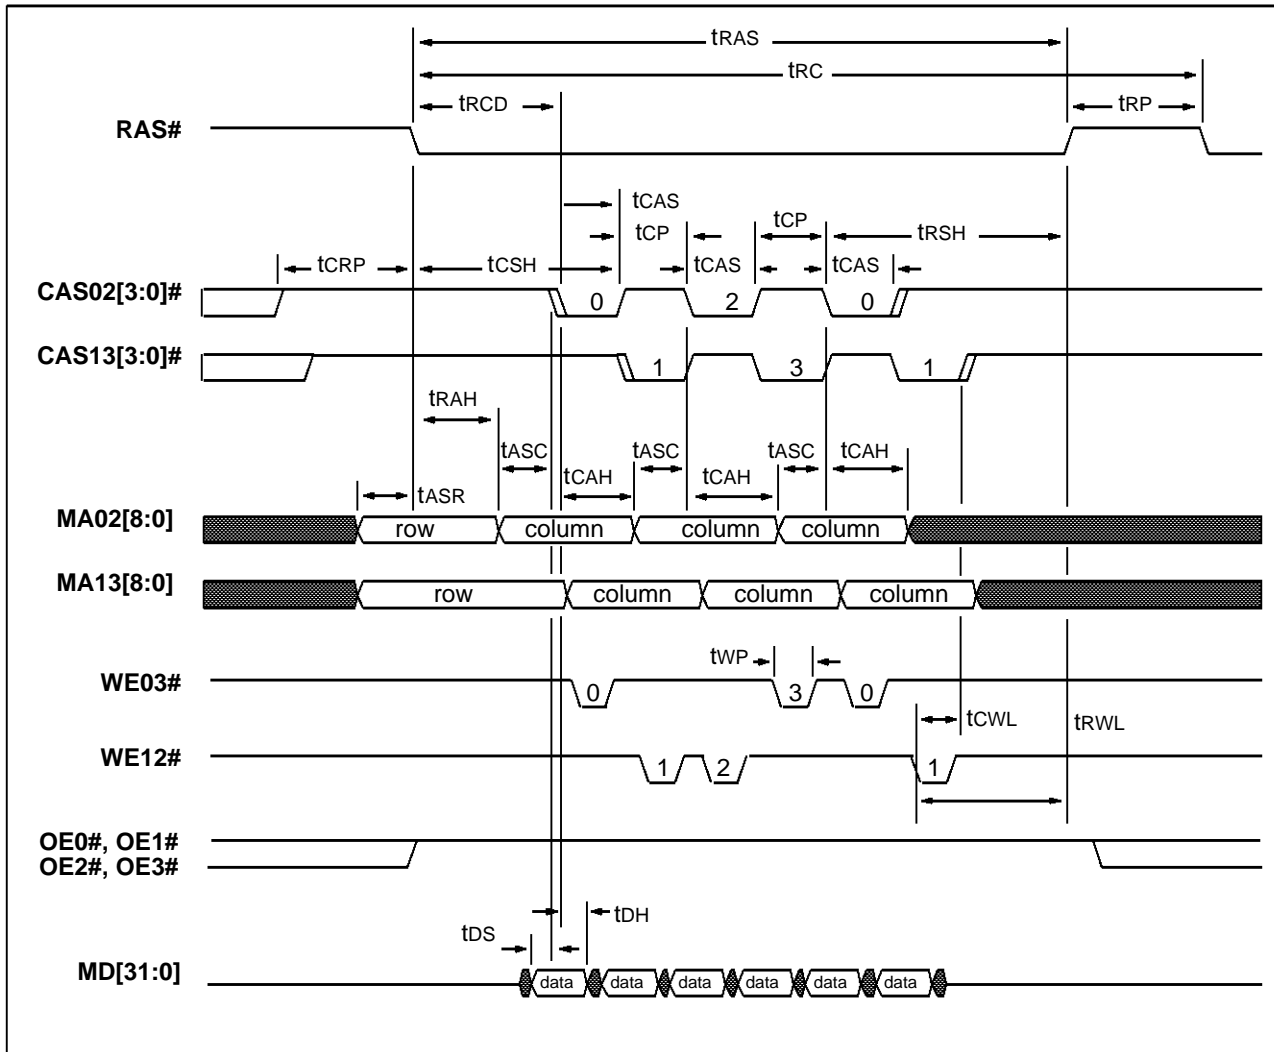 tRAS
tRC
tRCD
tRP
RAS#
tCAS
tCP
tCP
tRSH
tCRP
tCSH
tCAS
tCAS
CAS02[3:0]#
0
2
0
CAS13[3:0]#
1
3
1
tRAH
tASC
tASC
tASC
tCAH
tCAH
tCAH
tASR
MA02[8:0]
row
column
column
column
MA13[8:0]
row
column
column
column
tWP
WE03#
0
3
0
tCWL
tRWL
WE12#
1
2
1
OE0#, OE1#
OE2#, OE3#
tDH
tDS
MD[31:0]
data
data
data
data
data
data